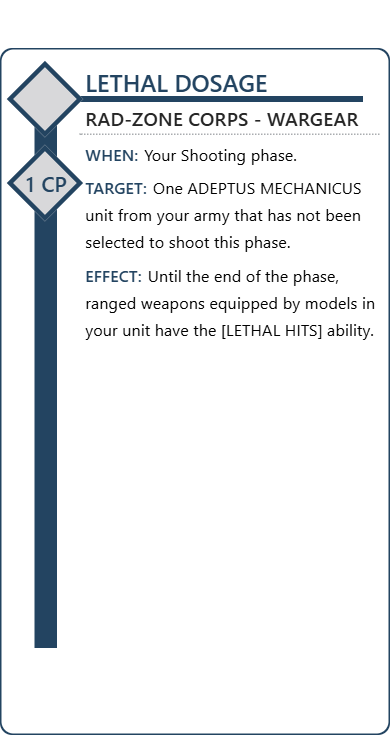 LETHAL DOSAGE
RAD-ZONE CORPS - WARGEAR
WHEN: Your Shooting phase.
1 CP
TARGET: One ADEPTUS MECHANICUS
unit from your army that has not been
selected to shoot this phase.
EFFECT: Until the end of the phase,
ranged weapons equipped by models in
your unit have the [LETHAL HITS] ability.